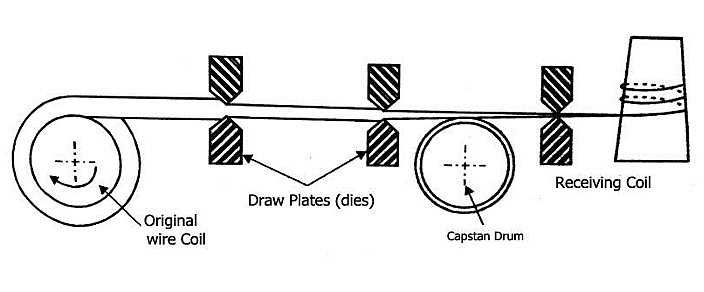 Original
wire Coil
Draw Plates (dies)
Capstan Drum
Receiving Coil